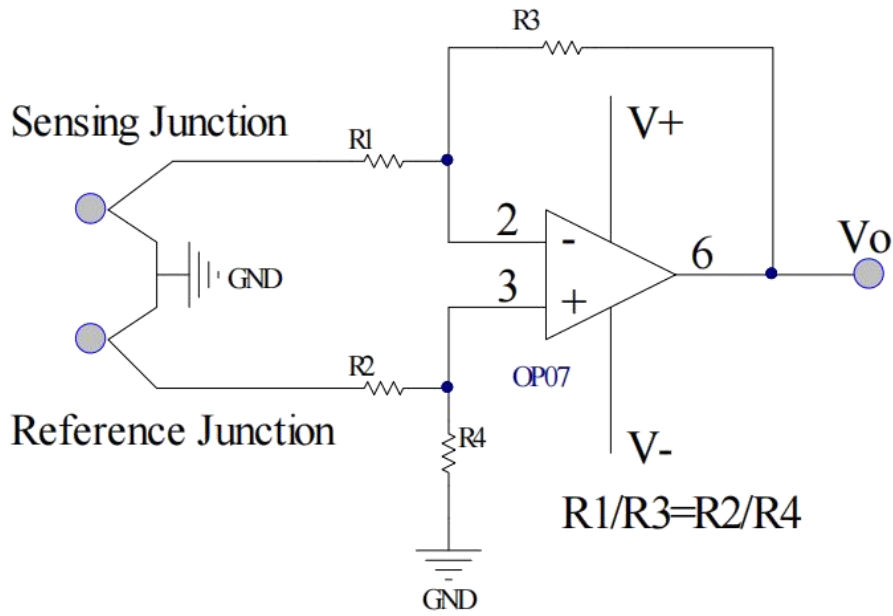 R3
Sensing Junction
R1
V+
2
-
6
Vo
GND
3
+
R2
OP07
Reference Junction
R4
V-
R1/R3=R2/R4
GND